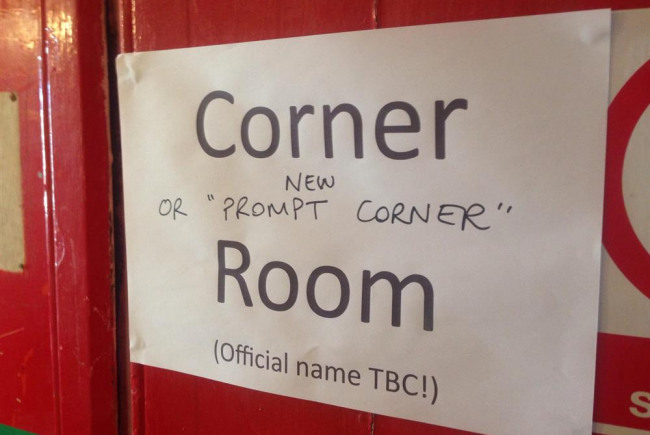 Corner
NEW
OR "PROMPT CORNER"
Room
(Official name TBC!)
S